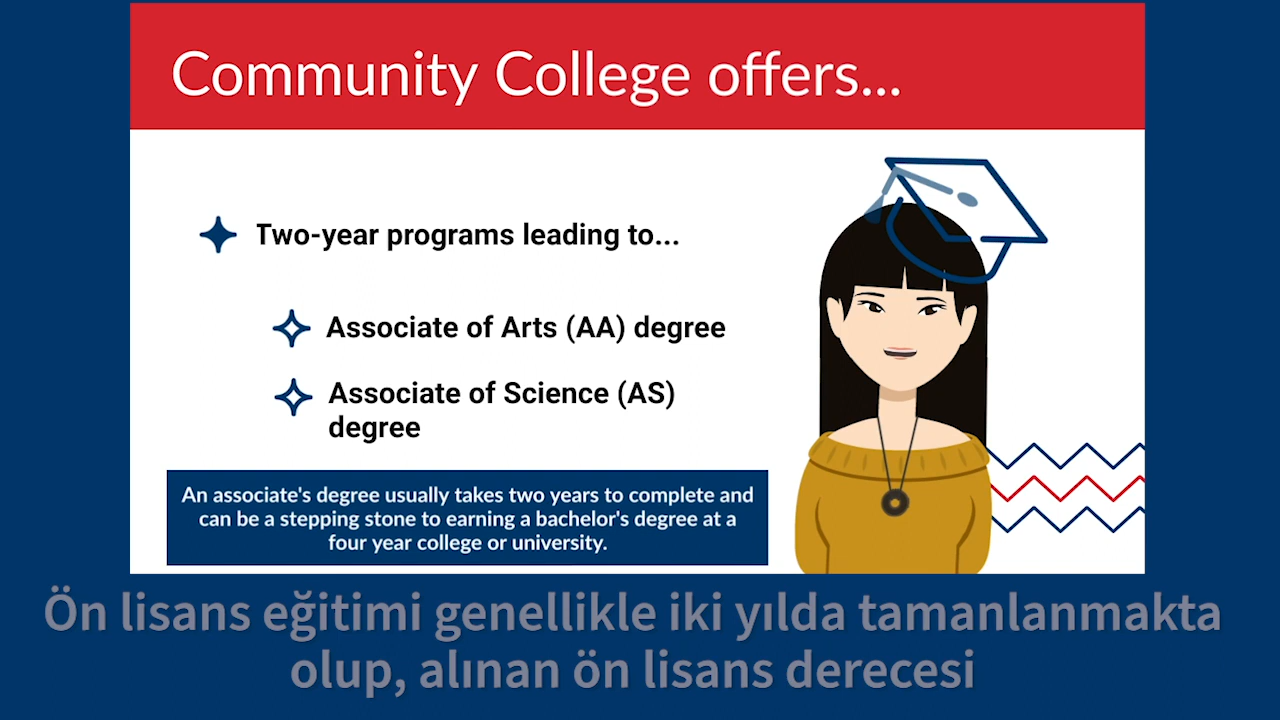 Community College offers...
Two-year programs leading to...
Associate of Arts (AA) degree
Associate of Science (AS)
degree
An associate's degree usually takes two years to complete and
can be a stepping stone to earning a bachelor's degree at a
four year college or university.
Ön lisans eğitimi genellikle iki yılda tamanlanmakta
olup, alınan ön lisans derecesi